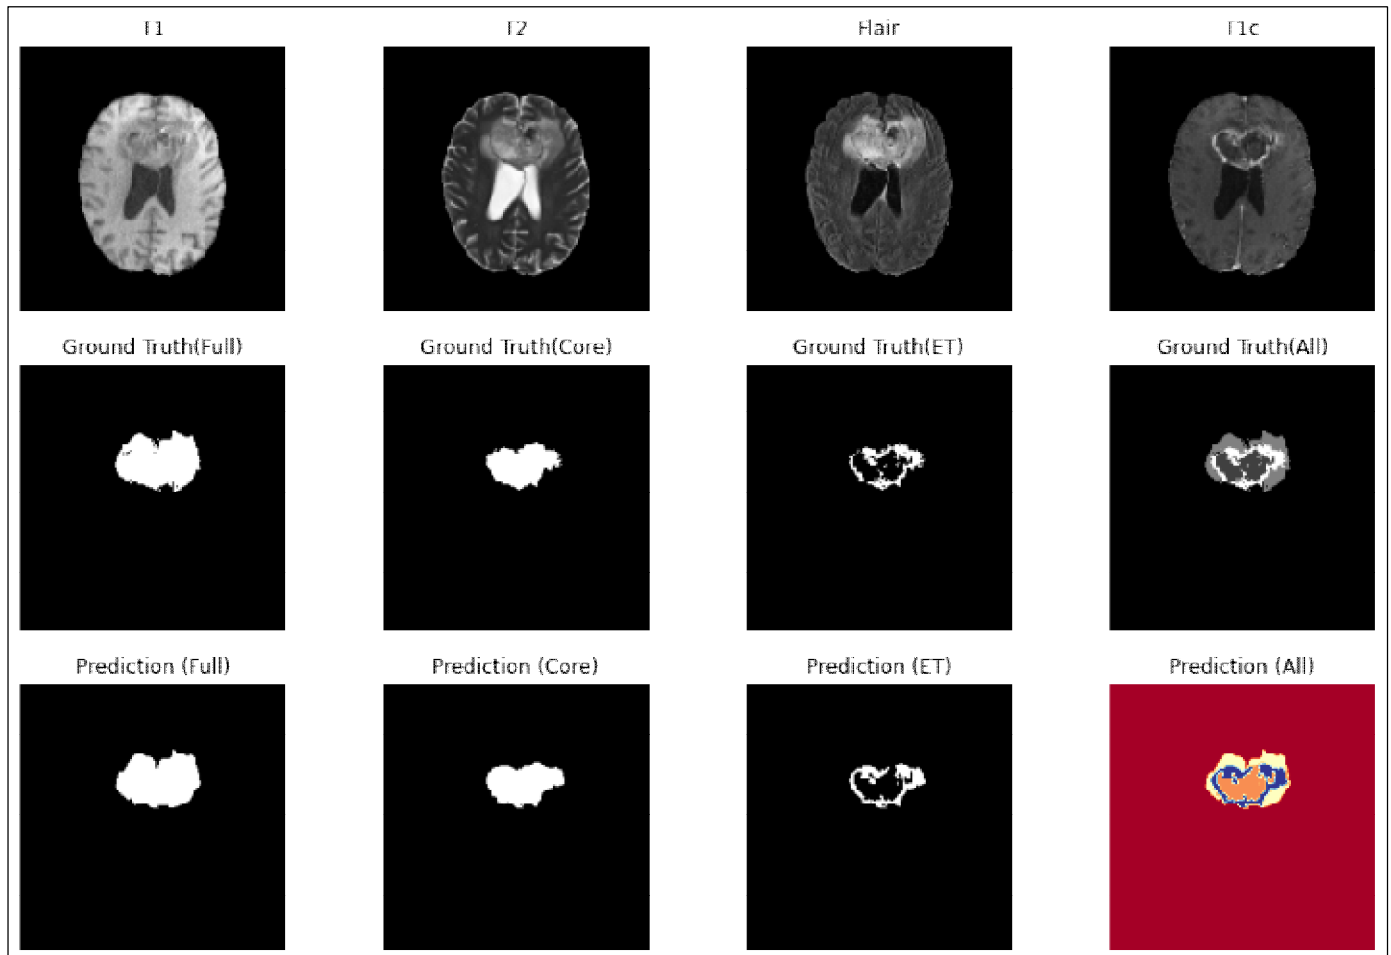 T1
T2
Flair
T1c
Ground Truth(Full)
Ground Truth(Core)
Ground Truth(ET)
Ground Truth(All)
Prediction (Full)
Prediction (Core)
Prediction (ET)
Prediction (All)